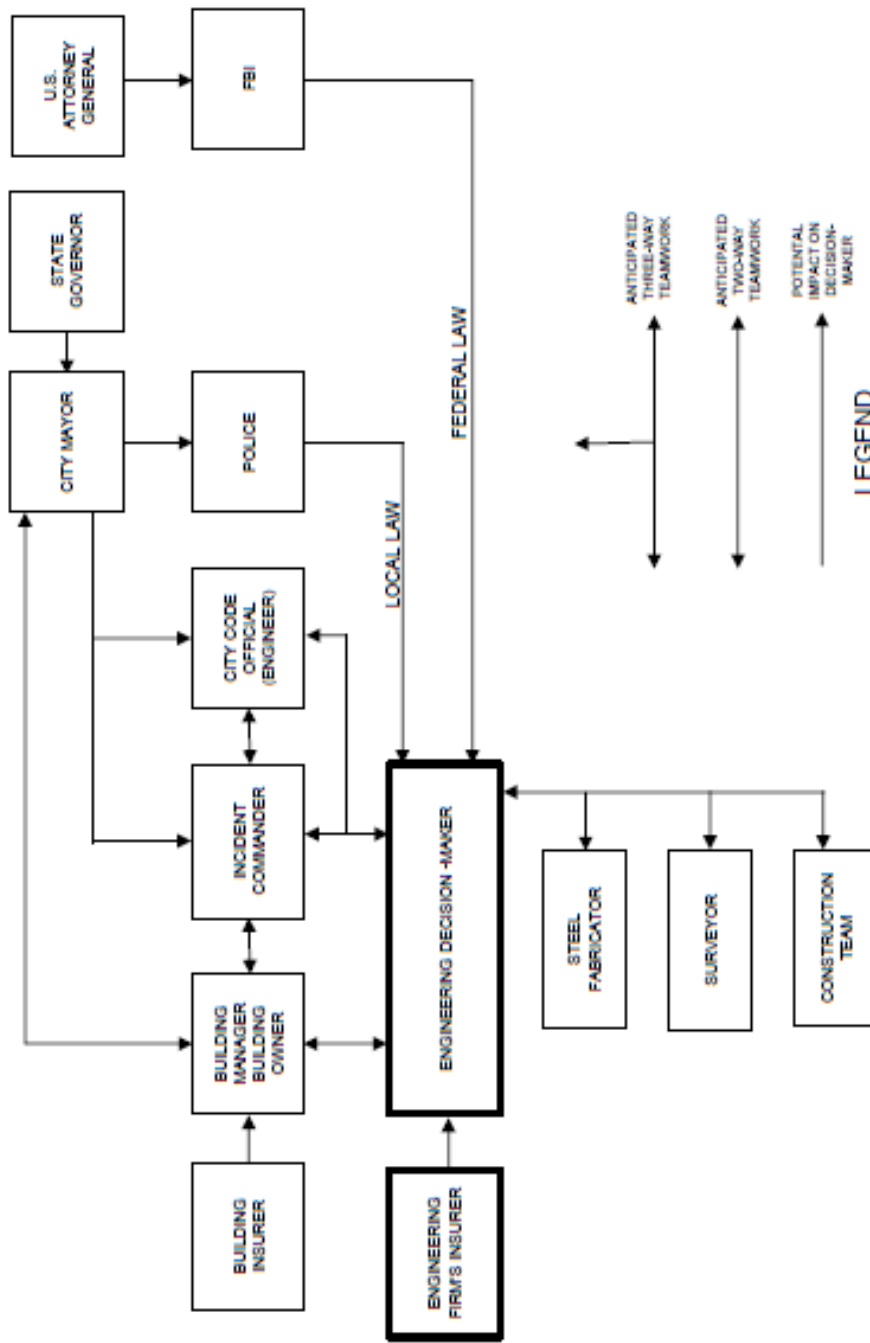 U.S.
ATTORNEY
GENERAL
FBI
STATE
GOVERNOR
CITY MAYOR
POLICE
CITY CODE
OFFICIAL
(ENGINEER)
INCIDENT
COMMANDER
BUILDING
MANAGER
BUILDING
OWNER
BUILDING
INSURER
LOCAL LAW
FEDERAL LAW
ENGINEERING DECISION -MAKER
ENGINEERING
FIRM'S INSURER
STEEL
FABRICATOR
SURVEYOR
CONSTRUCTION
TEAM
ANTICIPATED
THREE-WAY
TEAMWORK
ANTICIPATED
TWO-WAY
TEAMWORK
POTENTIAL
IMPACT ON
DECISION-
MAKER
LEGEND